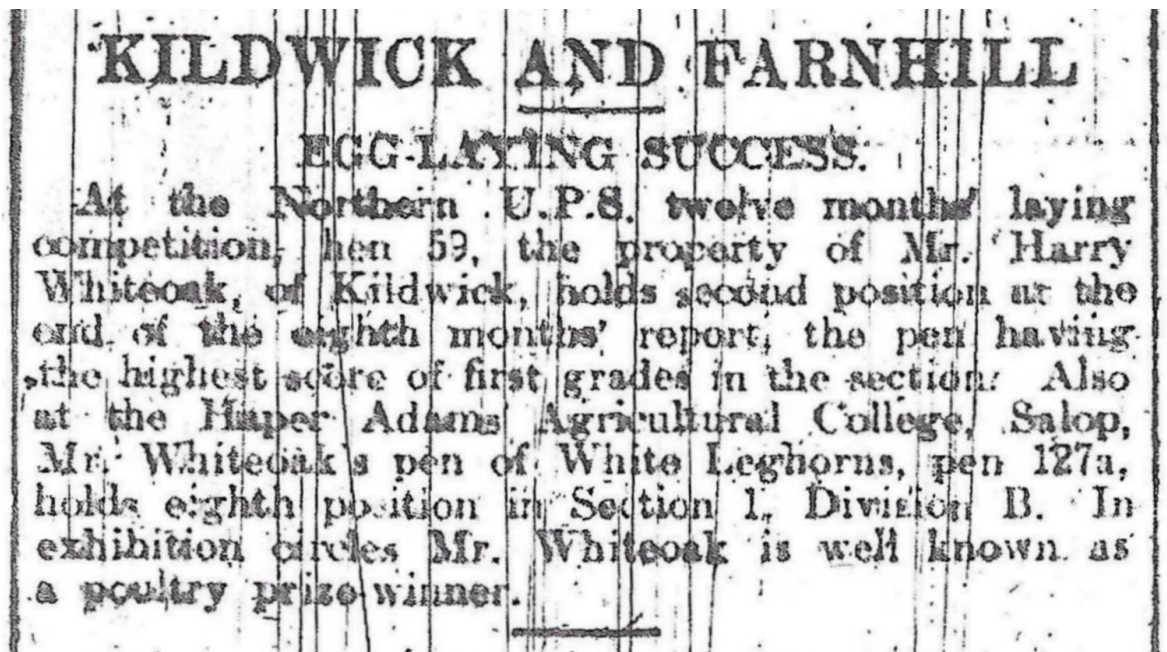 KILDWICK AND FARNHILL
EGG-LAYING SUCCESS.
At the Northern U.P.S. twelve months' laying
competition, hen 59, the property of Mr. Harry
Whiteoak, of Kildwick, holds second position at the
end of the eighth months' report, the pen having
the highest score of first grades in the section. Also
at the Haper Adams Agricultural College, Salop,
Mr. Whiteoak's pen of White Leghorns, pen 127a,
holds eighth position in Section 1, Division B. In
exhibition circles Mr. Whiteoak is well known as
a poultry prize-winner.